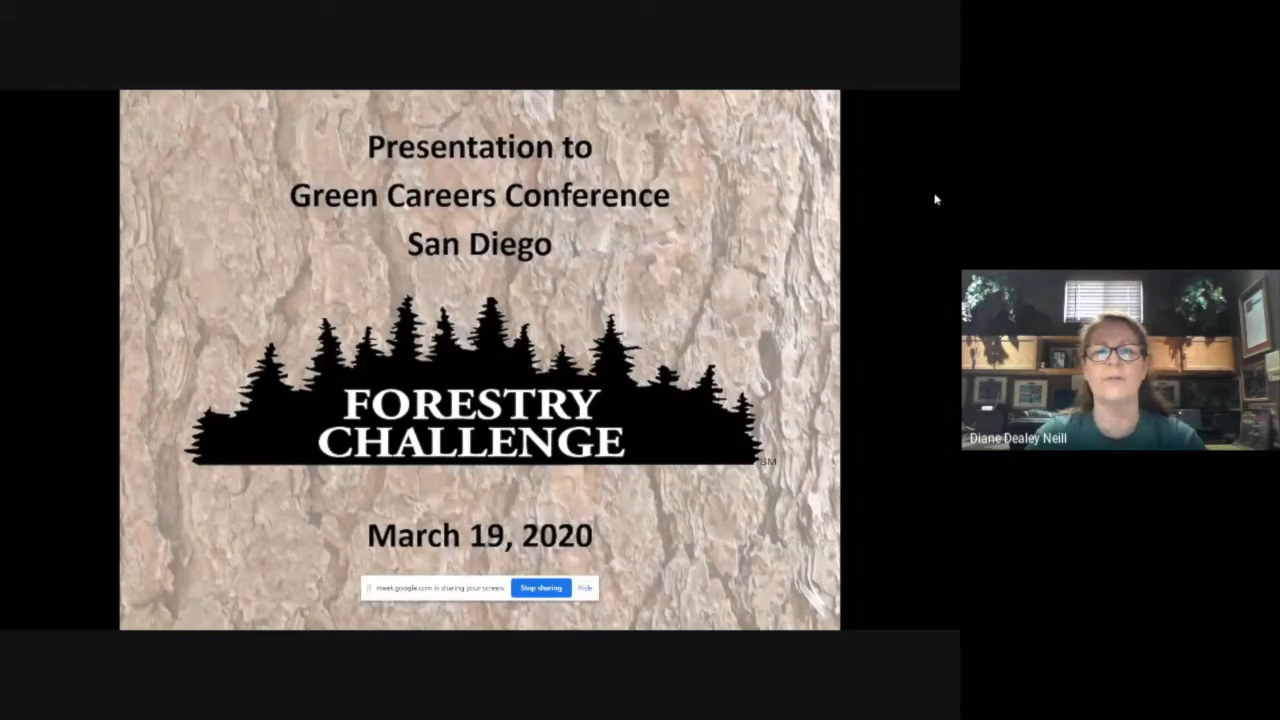 Presentation to
Green Careers Conference
San Diego
FORESTRY
CHALLENGE
SM
March 19, 2020
meet.google.com is sharing your screen.
Stop sharing
Hide
Diane Dealey Neill